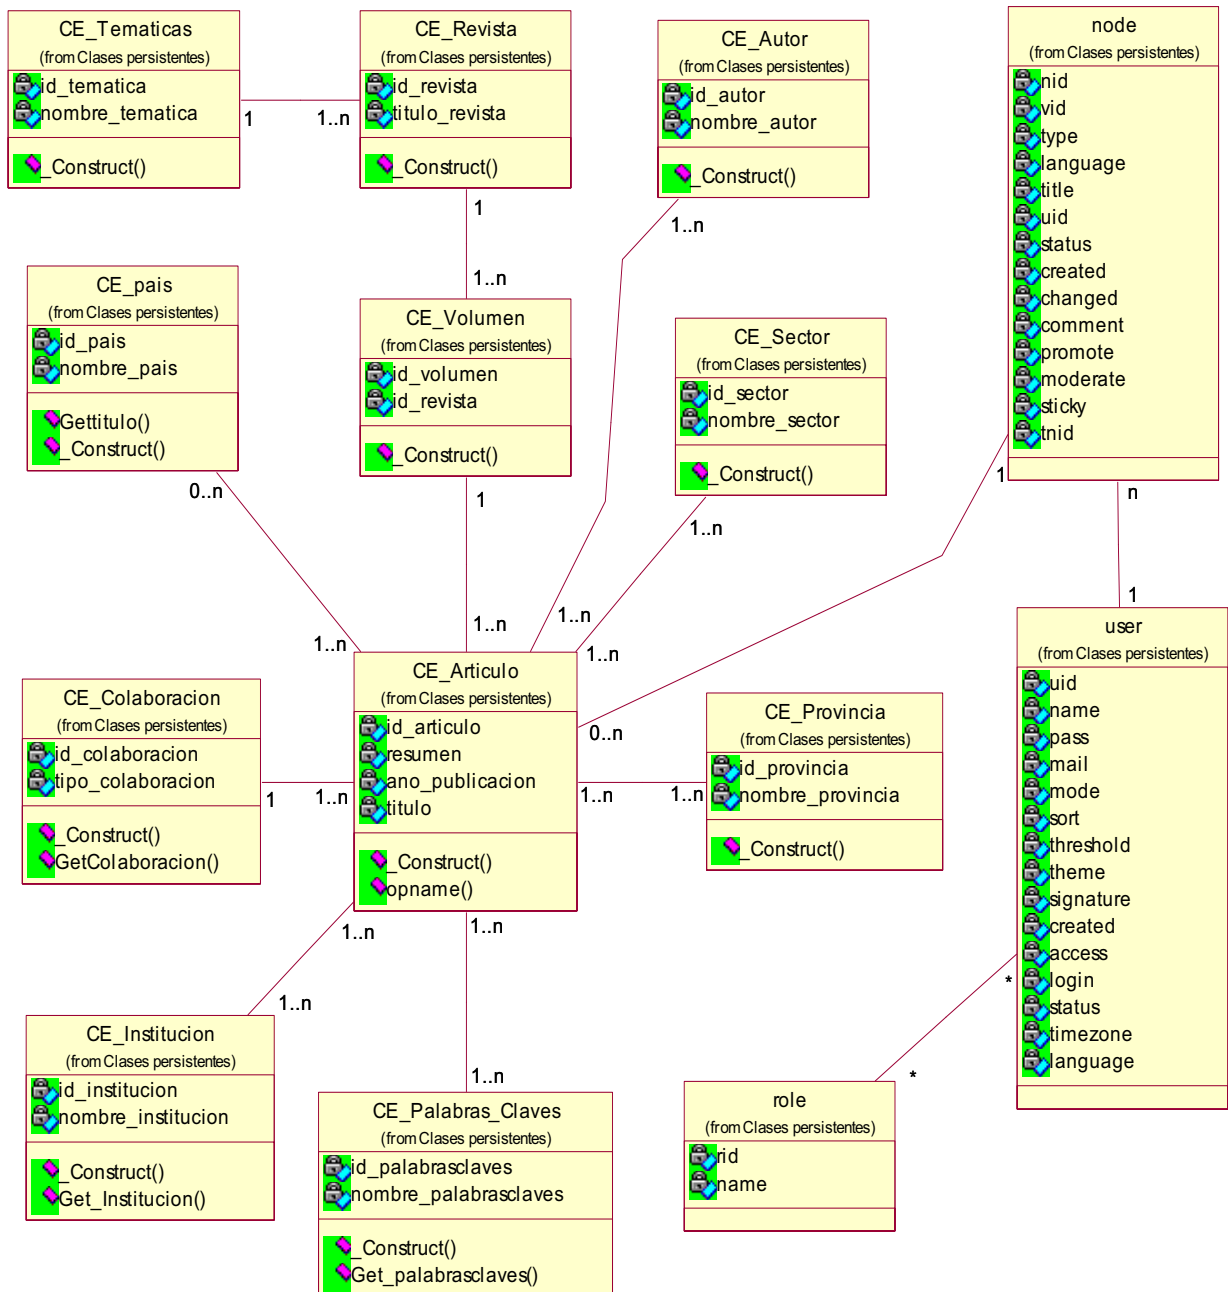 CE_Tematicas
(from Clases persistentes)
id_tematica
nombre_tematica
_Construct()
1
1..n
CE_Revista
(from Clases persistentes)
id_revista
titulo_revista
_Construct()
1
1..n
CE_Autor
(from Clases persistentes)
id_autor
nombre_autor
_Construct()
1..n
node
(from Clases persistentes)
nid
vid
type
language
title
uid
status
created
changed
comment
promote
moderate
sticky
tnid
1
n
CE_pais
(from Clases persistentes)
id_pais
nombre_pais
Gettitulo()
_Construct()
0..n
CE_Volumen
(from Clases persistentes)
id_volumen
id_revista
_Construct()
1
CE_Sector
(from Clases persistentes)
id_sector
nombre_sector
_Construct()
1..n
1..n
1..n
1..n
1..n
CE_Articulo
(from Clases persistentes)
id_articulo
resumen
ano_publicacion
titulo
_Construct()
opname()
0..n
1
user
(from Clases persistentes)
uid
name
pass
mail
mode
sort
threshold
theme
signature
created
access
login
status
timezone
language
CE_Colaboracion
(from Clases persistentes)
id_colaboracion
tipo_colaboracion
_Construct()
GetColaboracion()
1
1..n
1..n
1..n
CE_Provincia
(from Clases persistentes)
id_provincia
nombre_provincia
_Construct()
1..n
1..n
1..n
1..n
*
*
CE_Institucion
(from Clases persistentes)
id_institucion
nombre_institucion
_Construct()
Get_Institucion()
CE_Palabras_Claves
(from Clases persistentes)
id_palabrasclaves
nombre_palabrasclaves
_Construct()
Get_palabrasclaves()
role
(from Clases persistentes)
rid
name